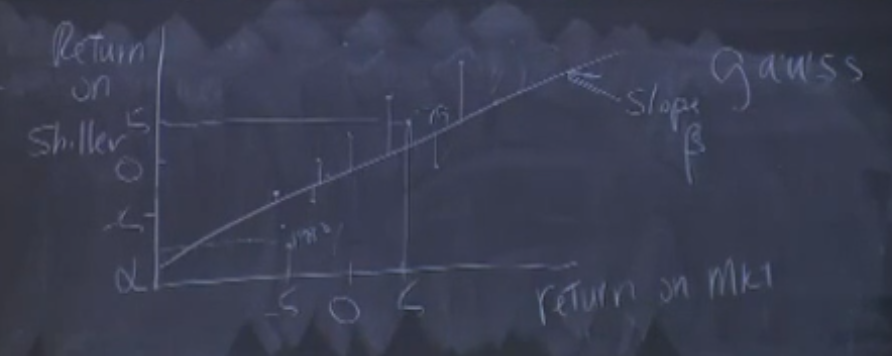 Return
on
Shiller
5
0
-5
α
-5
0
5
return on Mkt
Slope
β
Gauss